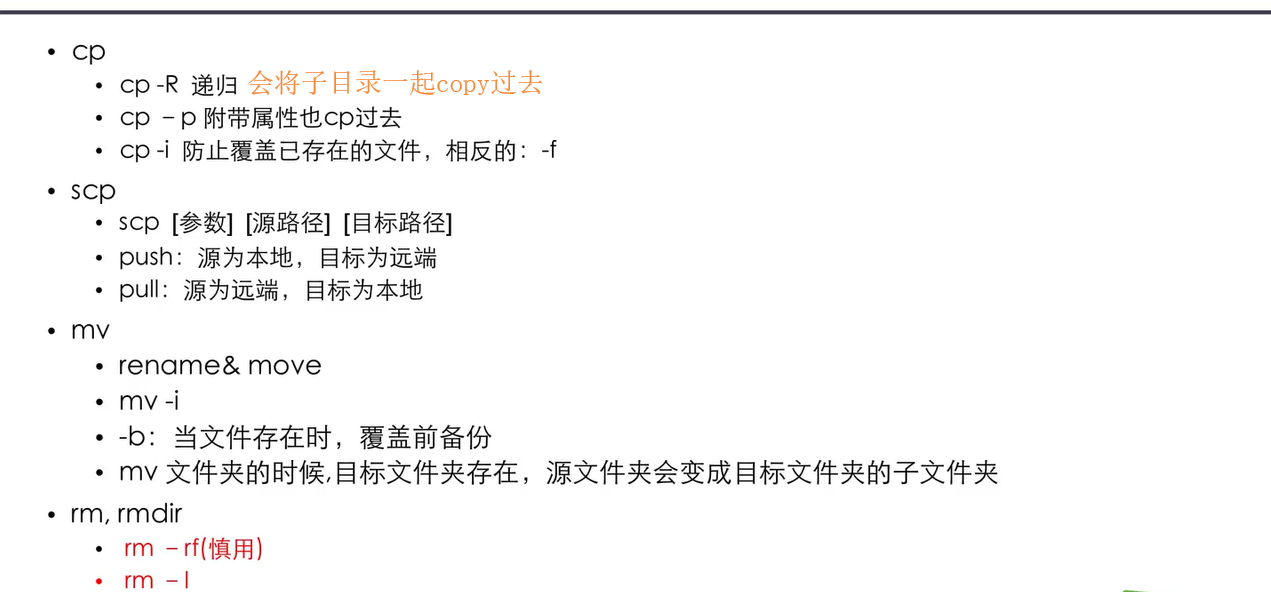 • cp
• cp -R 递归 会将子目录一起copy过去
• cp –p 附带属性也cp过去
• cp -i 防止覆盖已存在的文件，相反的：-f
• scp
• scp [参数] [源路径] [目标路径]
• push：源为本地，目标为远端
• pull：源为远端，目标为本地
• mv
• rename& move
• mv -i
• -b：当文件存在时，覆盖前备份
• mv 文件夹的时候,目标文件夹存在，源文件夹会变成目标文件夹的子文件夹
• rm, rmdir
• rm –rf(慎用)
• rm –I